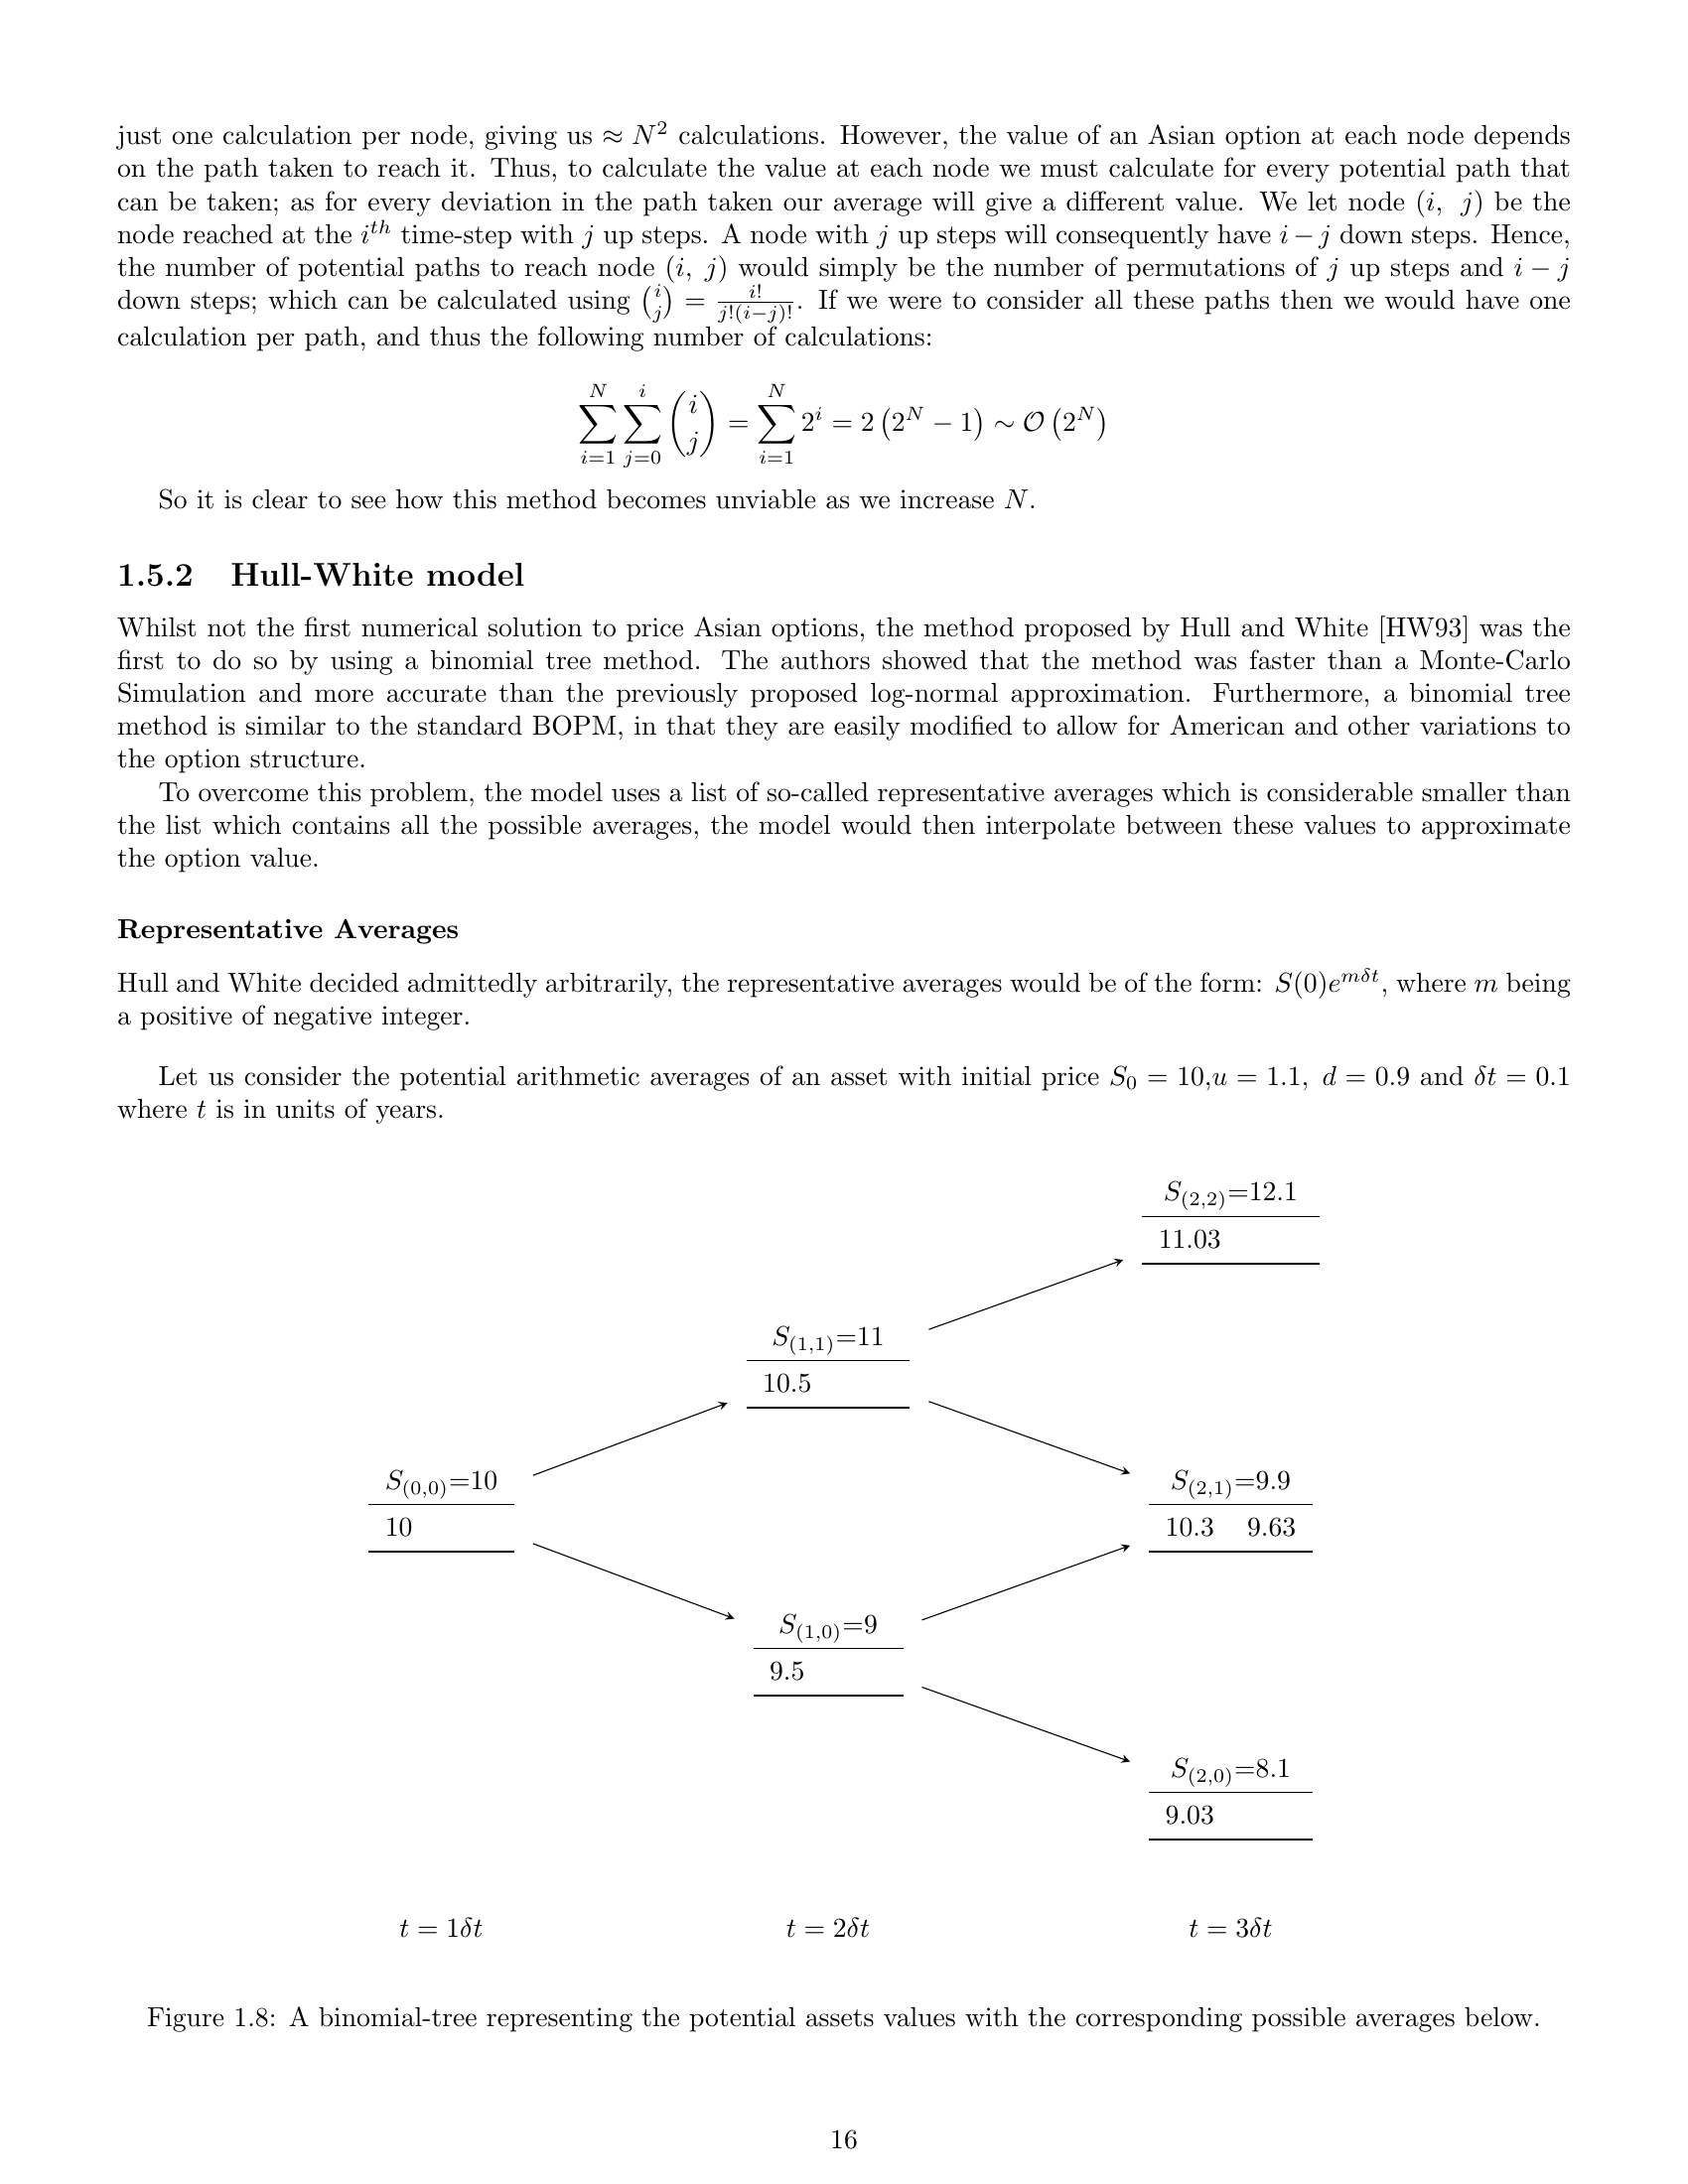 just one calculation per node, giving us ≈ N² calculations. However, the value of an Asian option at each node depends
on the path taken to reach it. Thus, to calculate the value at each node we must calculate for every potential path that
can be taken; as for every deviation in the path taken our average will give a different value. We let node (i, j) be the
node reached at the i^{th} time-step with j up steps. A node with j up steps will consequently have i − j down steps. Hence,
the number of potential paths to reach node (i, j) would simply be the number of permutations of j up steps and i − j
down steps; which can be calculated using \binom{i}{j} = \frac{i!}{j!(i−j)!}. If we were to consider all these paths then we would have one
calculation per path, and thus the following number of calculations:
\sum_{i=1}^{N} \sum_{j=0}^{i} \binom{i}{j} = \sum_{i=1}^{N} 2^i = 2 (2^N − 1) ∼ \mathcal{O} (2^N)
So it is clear to see how this method becomes unviable as we increase N.
1.5.2 Hull-White model
Whilst not the first numerical solution to price Asian options, the method proposed by Hull and White [HW93] was the
first to do so by using a binomial tree method. The authors showed that the method was faster than a Monte-Carlo
Simulation and more accurate than the previously proposed log-normal approximation. Furthermore, a binomial tree
method is similar to the standard BOPM, in that they are easily modified to allow for American and other variations to
the option structure.
To overcome this problem, the model uses a list of so-called representative averages which is considerable smaller than
the list which contains all the possible averages, the model would then interpolate between these values to approximate
the option value.
Representative Averages
Hull and White decided admittedly arbitrarily, the representative averages would be of the form: S(0)e^{mδt}, where m being
a positive of negative integer.
Let us consider the potential arithmetic averages of an asset with initial price S_0 = 10,u = 1.1, d = 0.9 and δt = 0.1
where t is in units of years.
S_{(2,2)}=12.1
11.03
S_{(1,1)}=11
10.5
S_{(0,0)}=10
10
S_{(2,1)}=9.9
10.3 9.63
S_{(1,0)}=9
9.5
S_{(2,0)}=8.1
9.03
t = 1δt t = 2δt t = 3δt
Figure 1.8: A binomial-tree representing the potential assets values with the corresponding possible averages below.
16